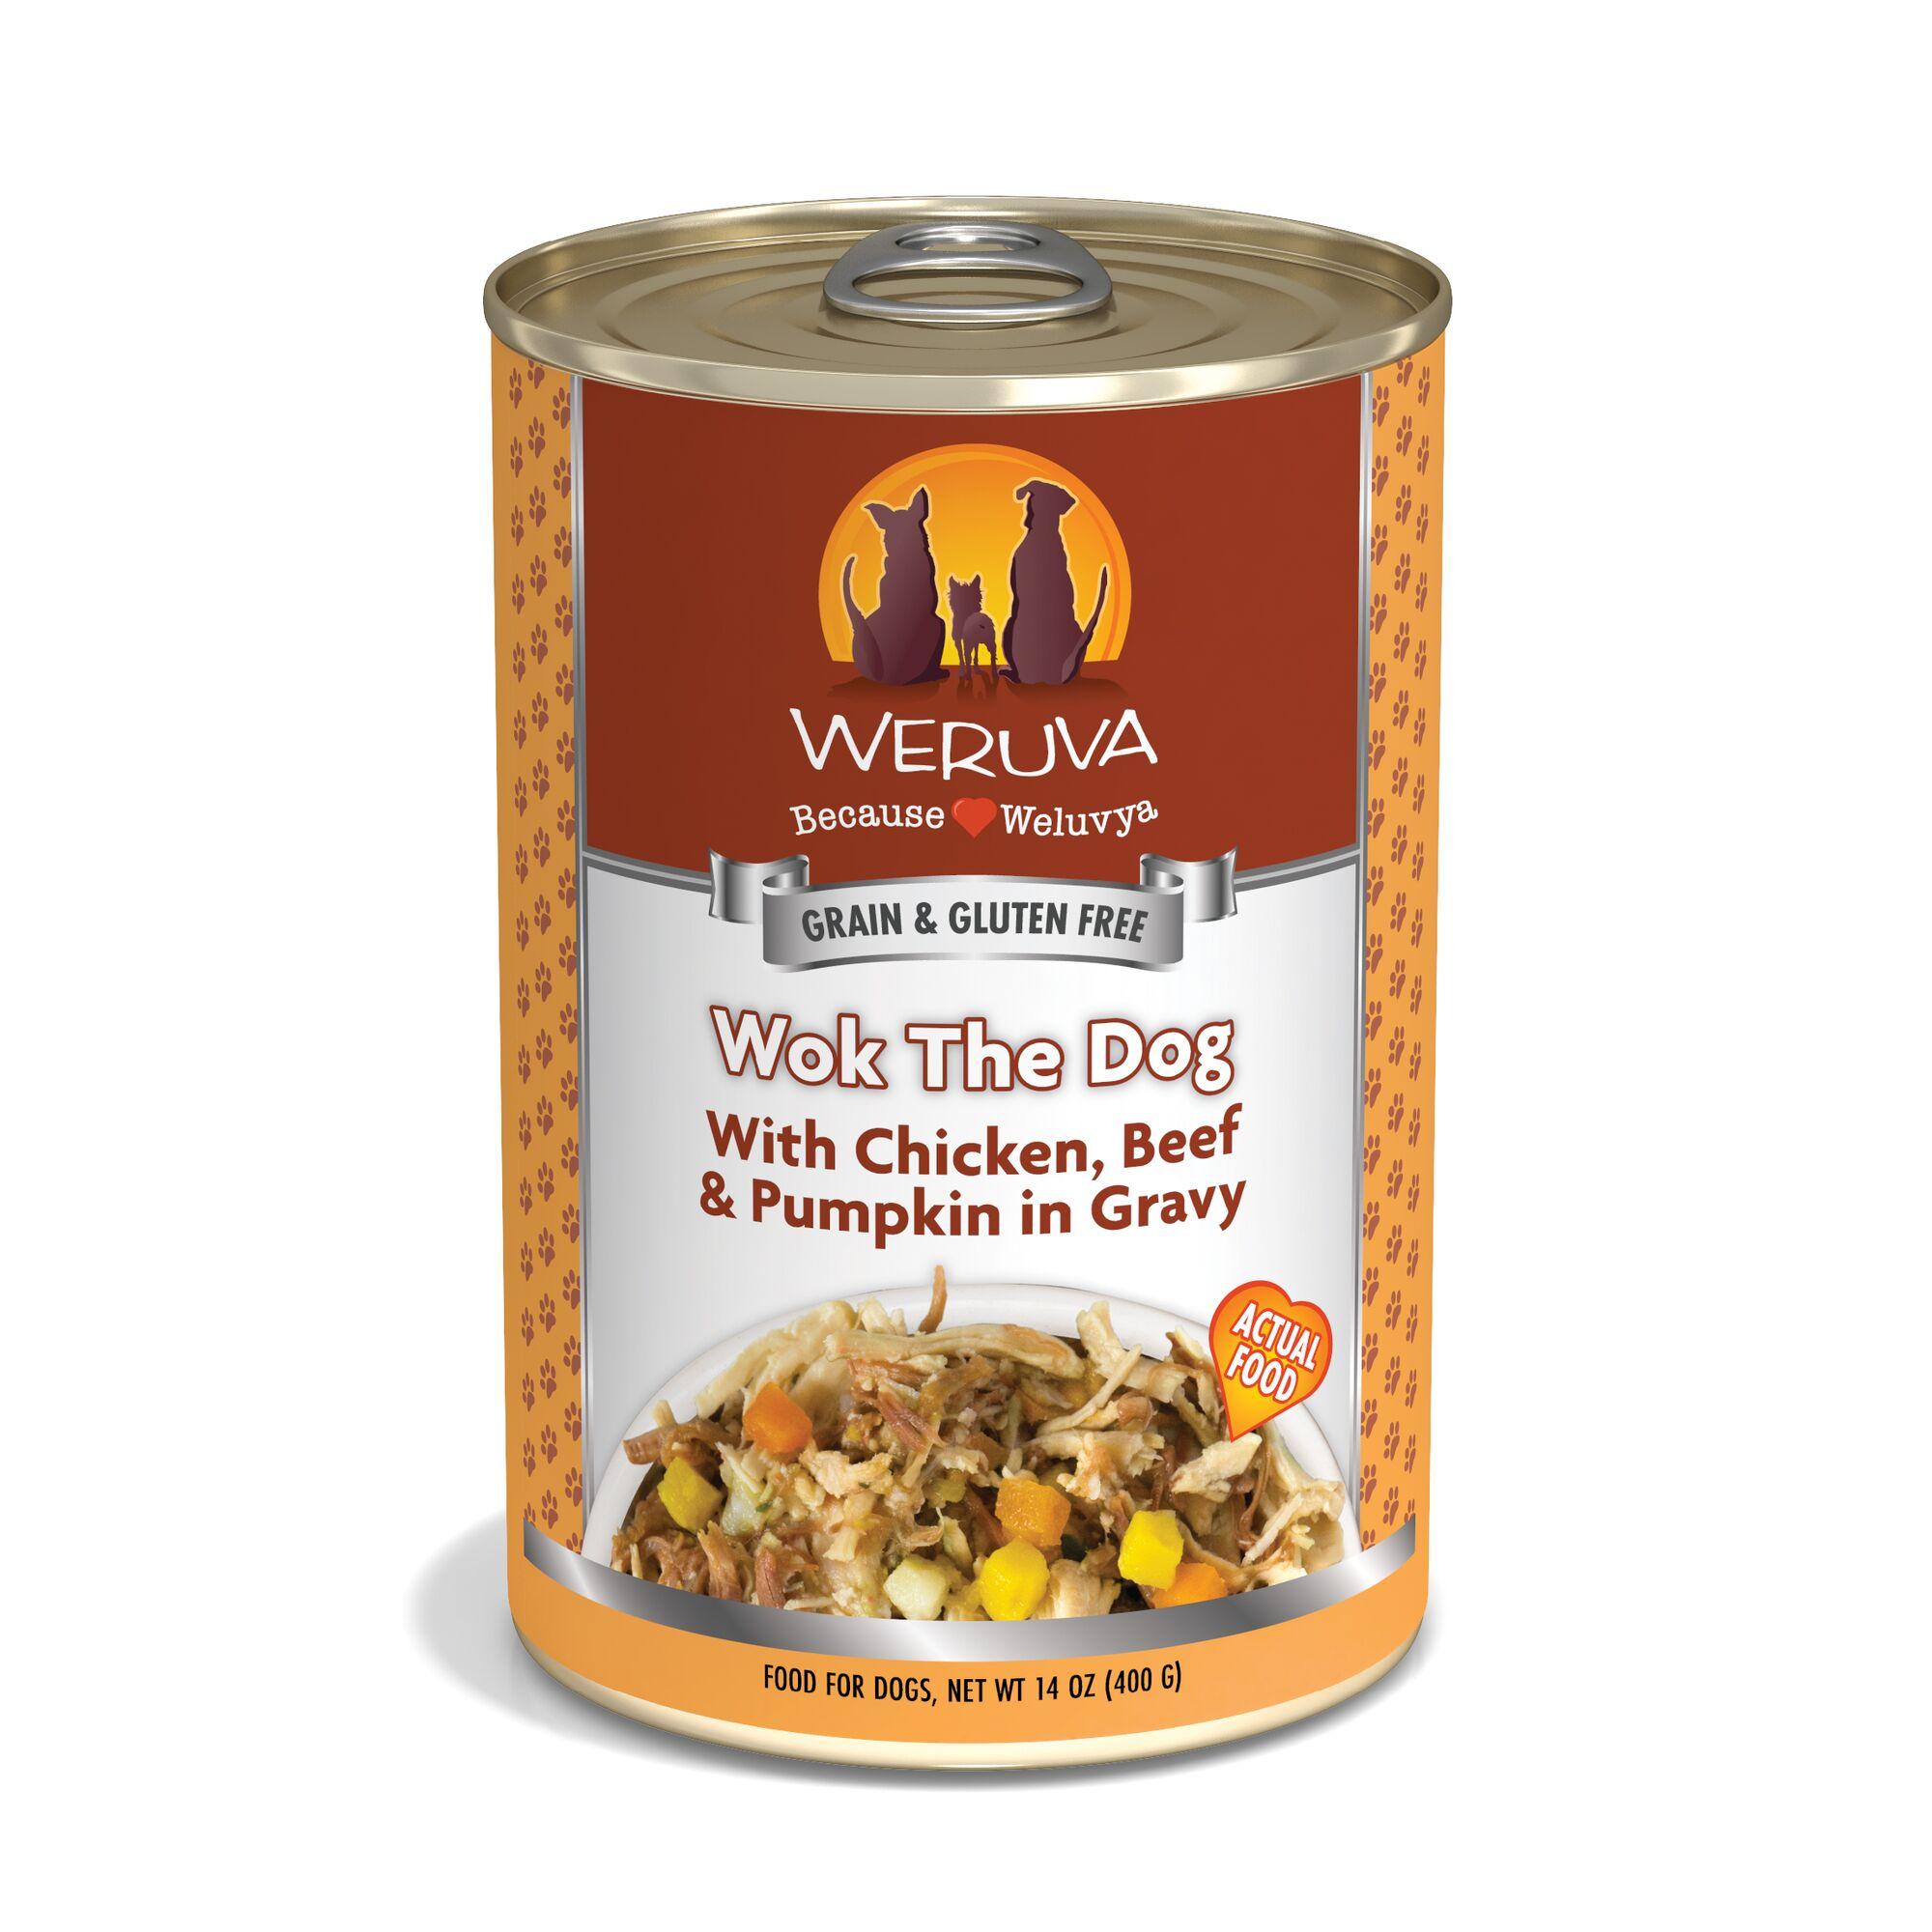 WERUVA
Because Weluvya
GRAIN & GLUTEN FREE
Wok The Dog
With Chicken, Beef
& Pumpkin in Gravy
ACTUAL
FOOD
FOOD FOR DOGS, NET WT 14 OZ (400 G)